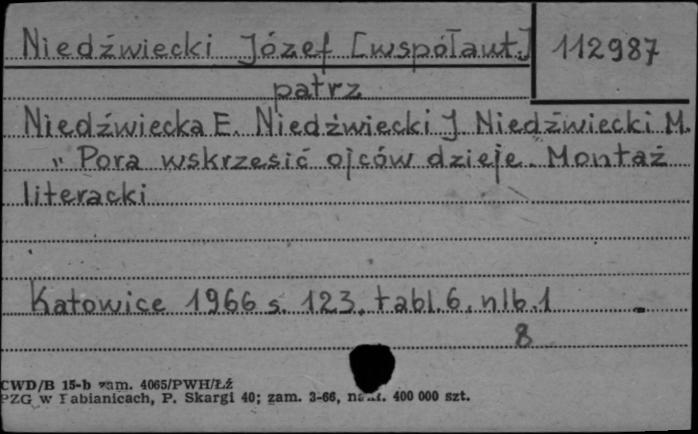 Niedźwiecki Józef [współaut.] 112987
patrz
Niedźwiecka E. Niedźwiecki J Niedźwiecki M.
" Pora wskrzesić ojców dzieje. Montaż
literacki
Katowice 1966 s. 123, tabl. 6, nlb. 1
8
CWD/B 15-b zam. 4065/PWH/Łź
PZG w Pabianicach, P. Skargi 40; zam. 3-66, 400 000 szt.